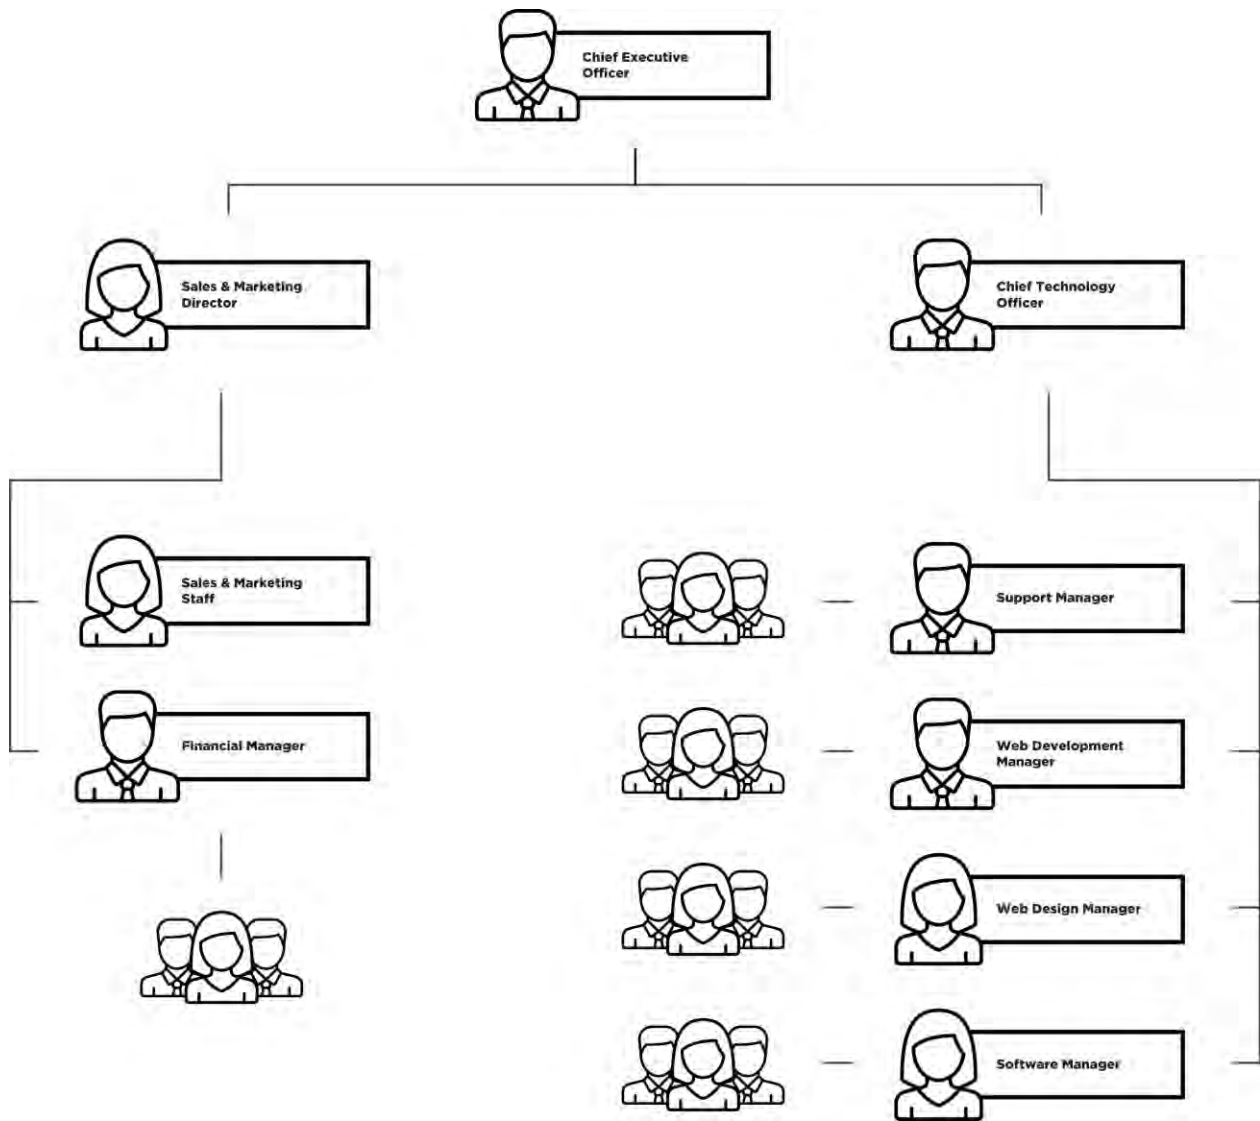 Chief Executive
Officer
Sales & Marketing
Director
Chief Technology
Officer
Sales & Marketing
Staff
Financial Manager
Support Manager
Web Development
Manager
Web Design Manager
Software Manager